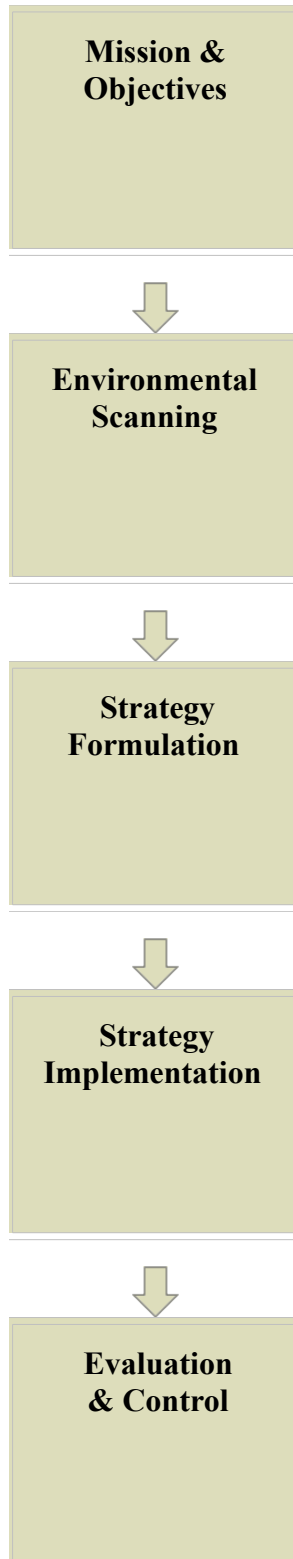 Mission &
Objectives
Environmental
Scanning
Strategy
Formulation
Strategy
Implementation
Evaluation
& Control